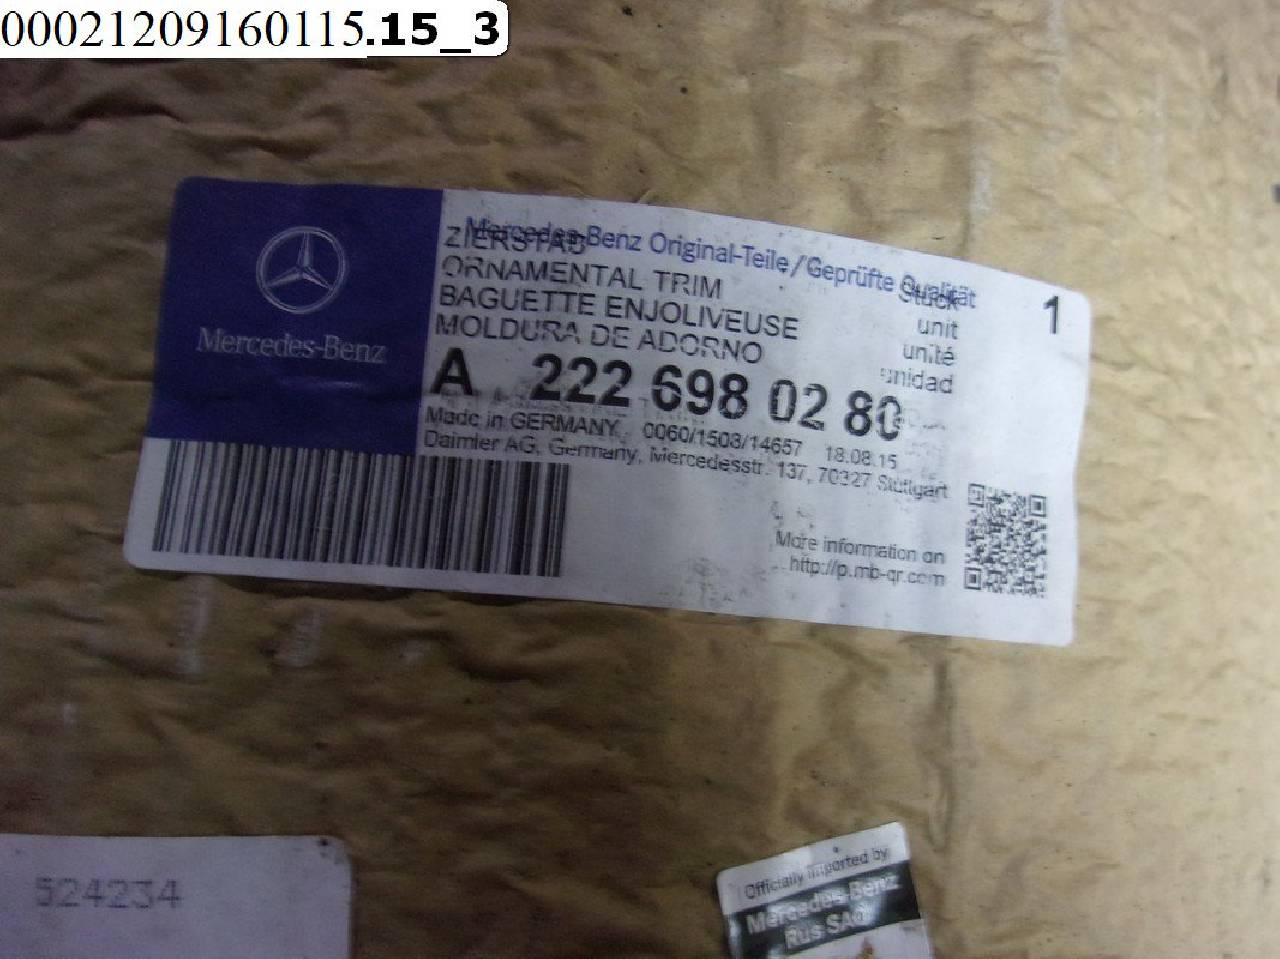 00021209160115.15_3
Mercedes-Benz Original-Teile/Geprüfte Qualität
Mercedes-Benz
ZIERSTAB
ORNAMENTAL TRIM
BAGUETTE ENJOLIVEUSE
MOLDURA DE ADORNO
Stück 1
unit
unité
unidad
A 222 698 02 80
Made in GERMANY 0060/1503/14657 18.08.15
Daimler AG, Germany, Mercedesstr. 137, 70327 Stuttgart
More information on
http://p.mb-qr.com
524234
Officially imported by
Mercedes-Benz
Rus SAO